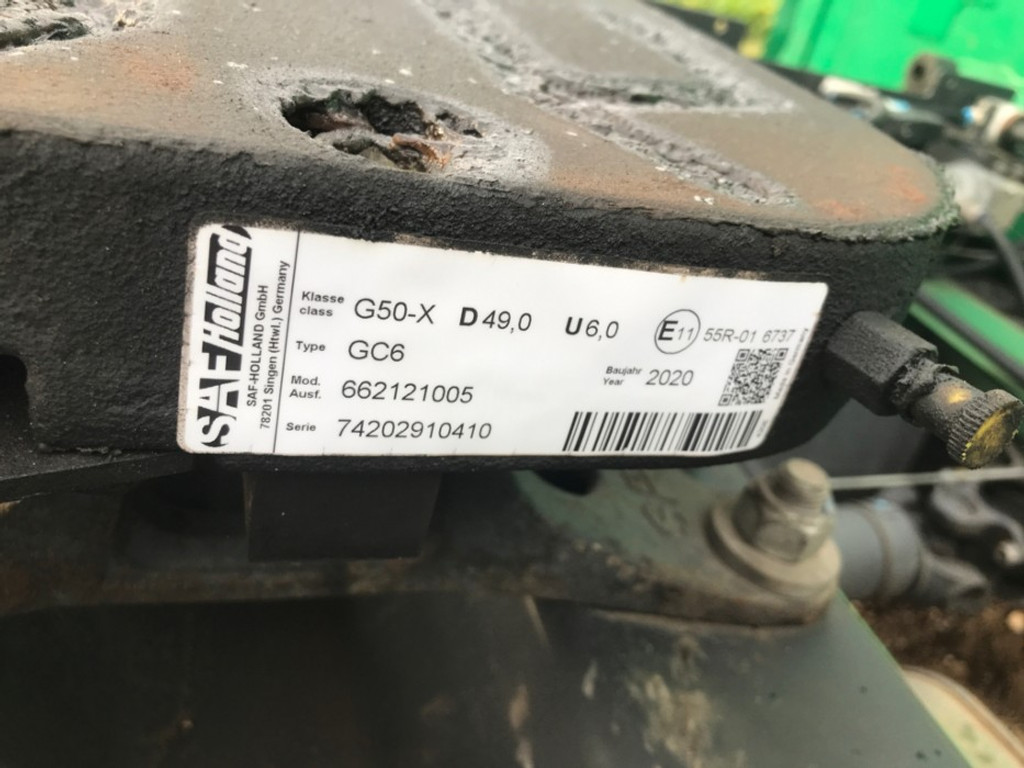 SAF Holland
SAF-HOLLAND GmbH
78201 Singen (Htwl.) Germany
Klasse
class
G50-X D 49,0 U 6,0 E11 55R-01 6737
Type GC6
Baujahr
Year
2020
Mod.
Ausf.
662121005
Serie 74202910410